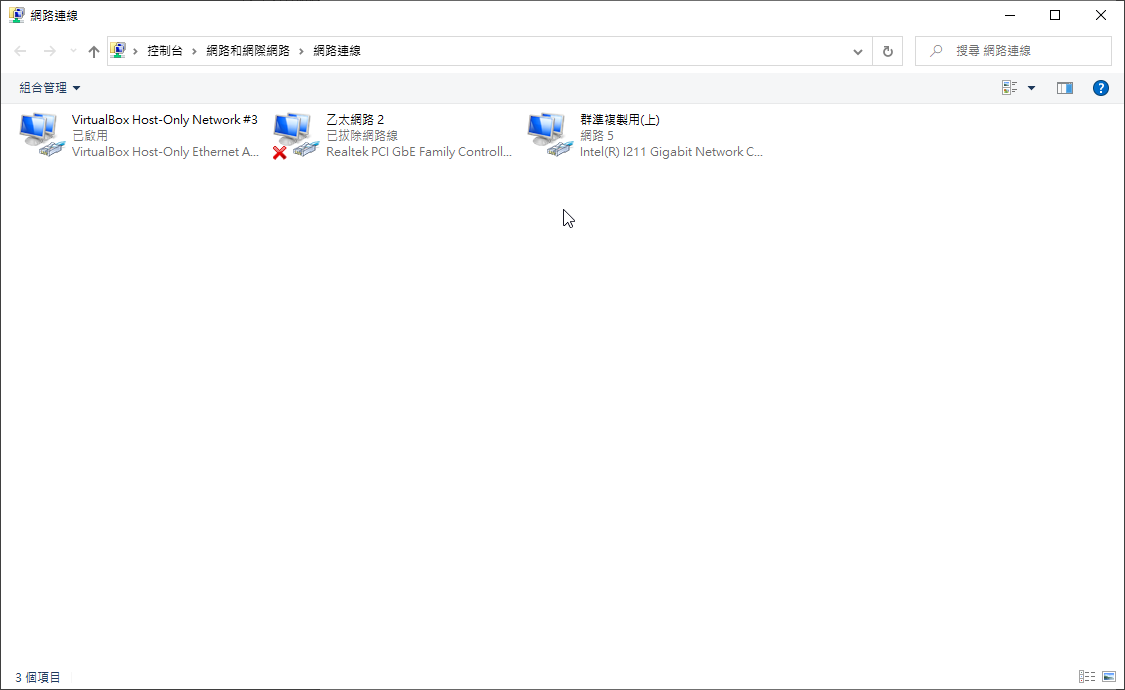 網路連線
控制台 › 網路和網際網路 › 網路連線
搜尋 網路連線
組合管理
VirtualBox Host-Only Network #3
已啟用
VirtualBox Host-Only Ethernet A...
乙太網路 2
已拔除網路線
Realtek PCI GbE Family Controll...
群準複製用(上)
網路 5
Intel(R) I211 Gigabit Network C...
3 個項目